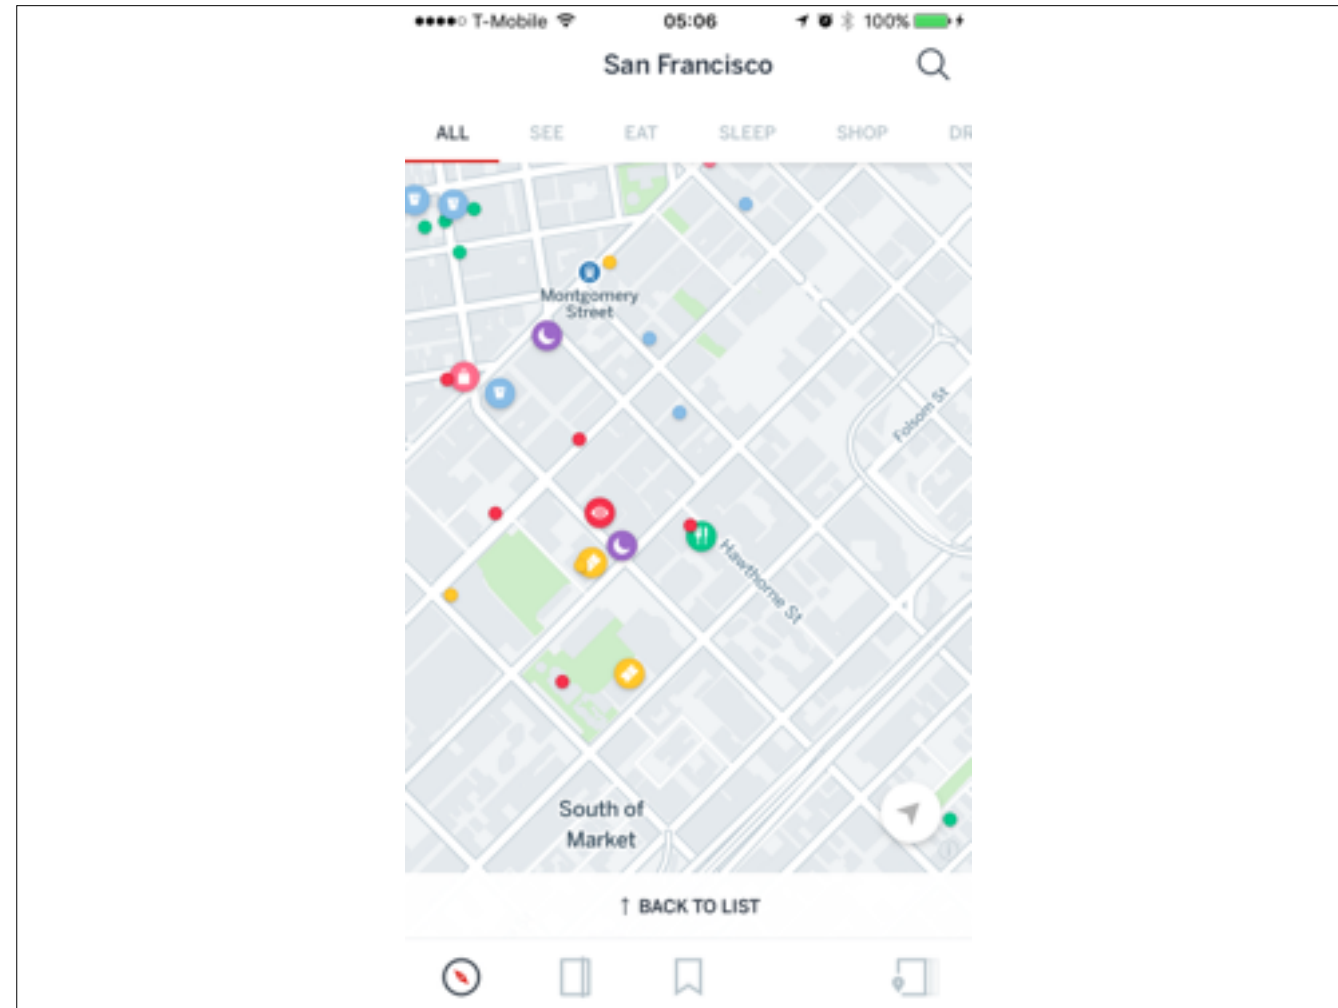 T-Mobile 05:06 100%
San Francisco
ALL SEE EAT SLEEP SHOP DR
Montgomery
Street
Folsom St
Hawthorne St
South of
Market
↑ BACK TO LIST